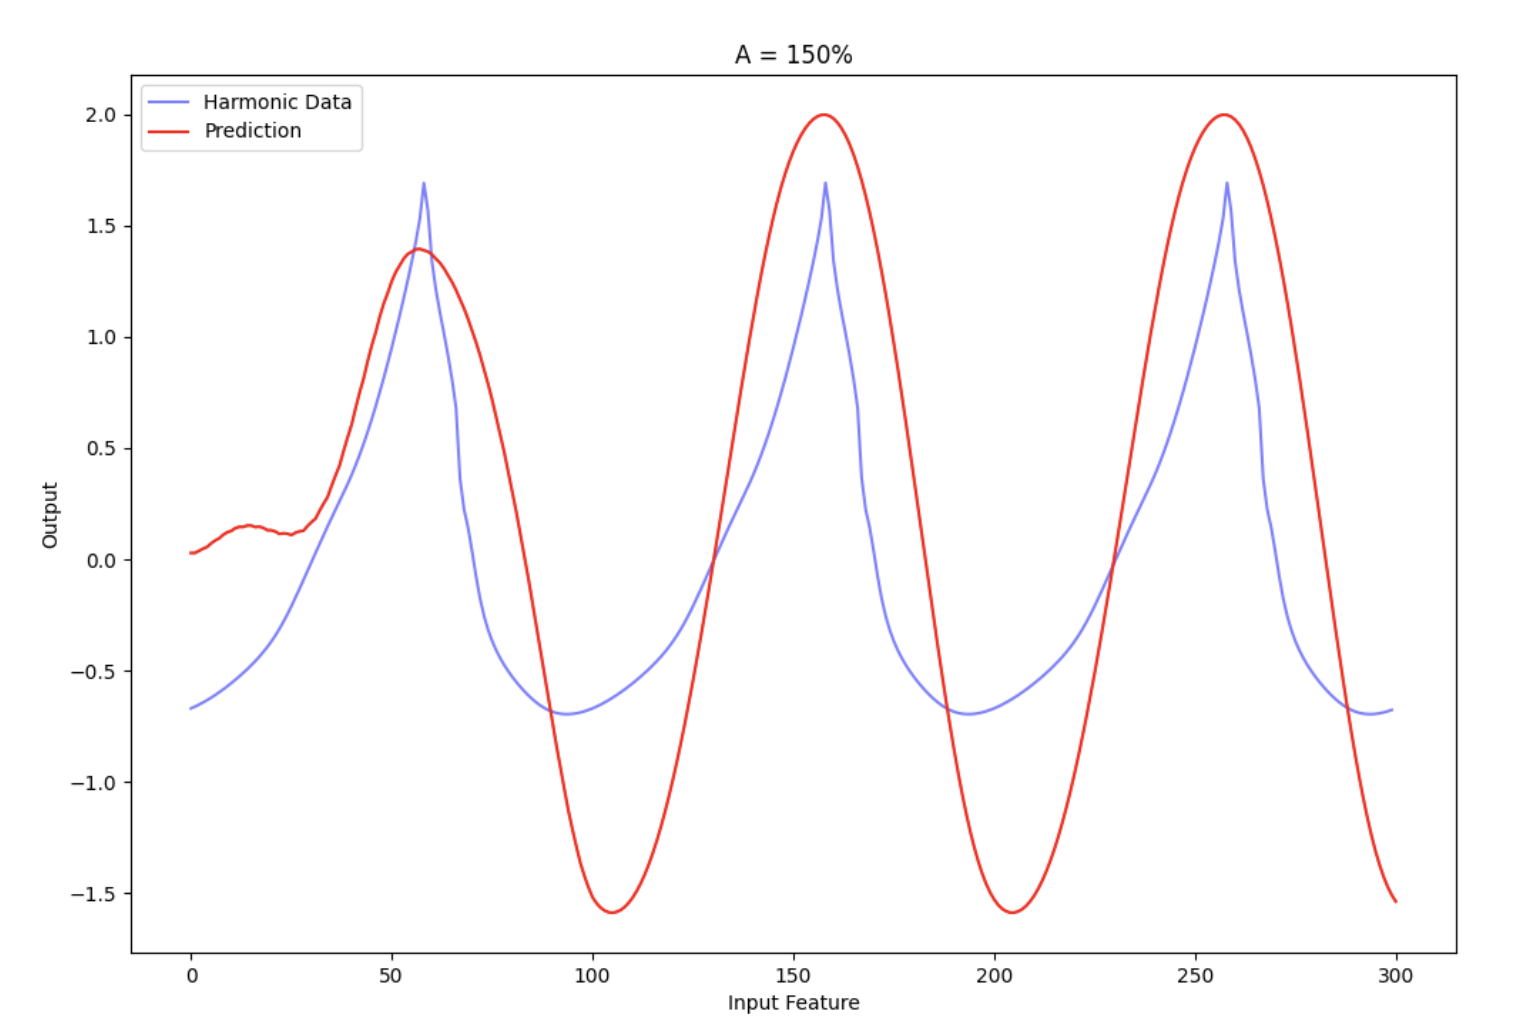 A = 150%
Harmonic Data
Prediction
2.0
1.5
1.0
0.5
0.0
−0.5
−1.0
−1.5
Output
0 50 100 150 200 250 300
Input Feature